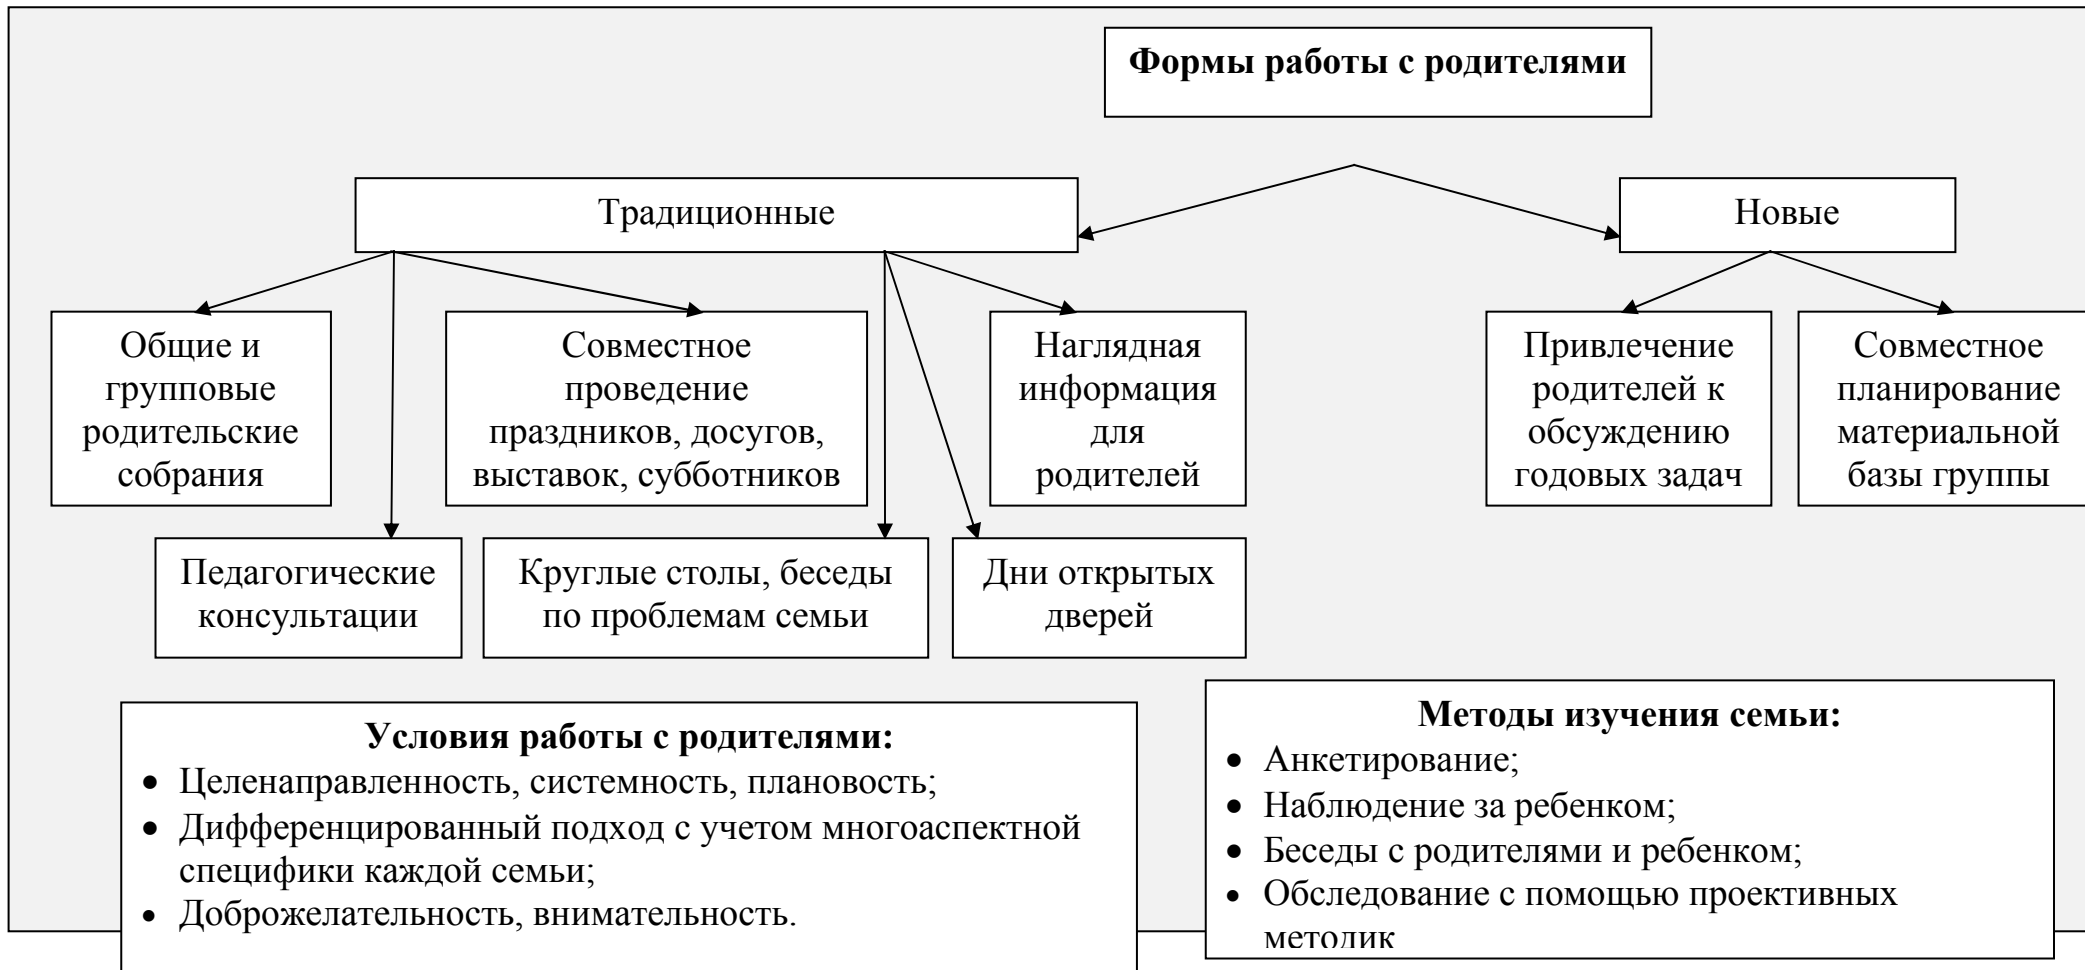 Формы работы с родителями
Традиционные
Новые
Общие и
групповые
родительские
собрания
Совместное
проведение
праздников, досугов,
выставок, субботников
Наглядная
информация
для
родителей
Привлечение
родителей к
обсуждению
годовых задач
Совместное
планирование
материальной
базы группы
Педагогические
консультации
Круглые столы, беседы
по проблемам семьи
Дни открытых
дверей
Условия работы с родителями:
• Целенаправленность, системность, плановость;
• Дифференцированный подход с учетом многоаспектной
специфики каждой семьи;
• Доброжелательность, внимательность.
Методы изучения семьи:
• Анкетирование;
• Наблюдение за ребенком;
• Беседы с родителями и ребенком;
• Обследование с помощью проективных
методик